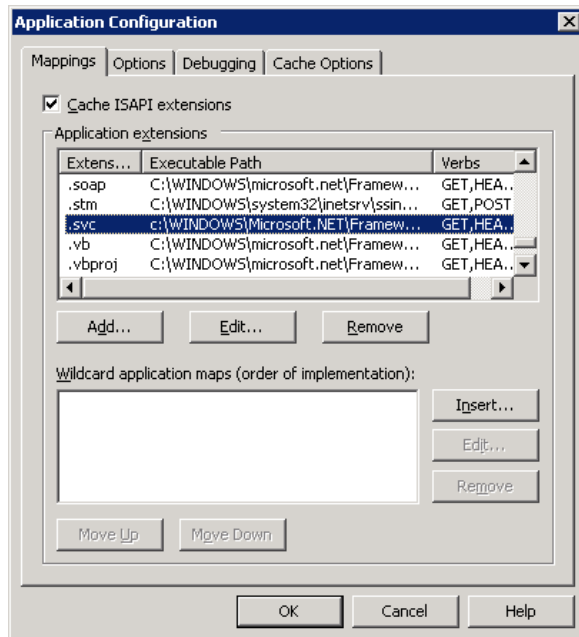 Application Configuration
Mappings Options Debugging Cache Options
Cache ISAPI extensions
Application extensions
Extens... Executable Path Verbs
.soap C:\WINDOWS\microsoft.net\Framew... GET,HEA...
.stm C:\WINDOWS\system32\inetsrv\ssin... GET,POST
.svc c:\WINDOWS\Microsoft.NET\Framew... GET,HEA...
.vb C:\WINDOWS\microsoft.net\Framew... GET,HEA...
.vbproj C:\WINDOWS\microsoft.net\Framew... GET,HEA...
Add... Edit... Remove
Wildcard application maps (order of implementation):
Insert...
Edit...
Remove
Move Up Move Down
OK Cancel Help